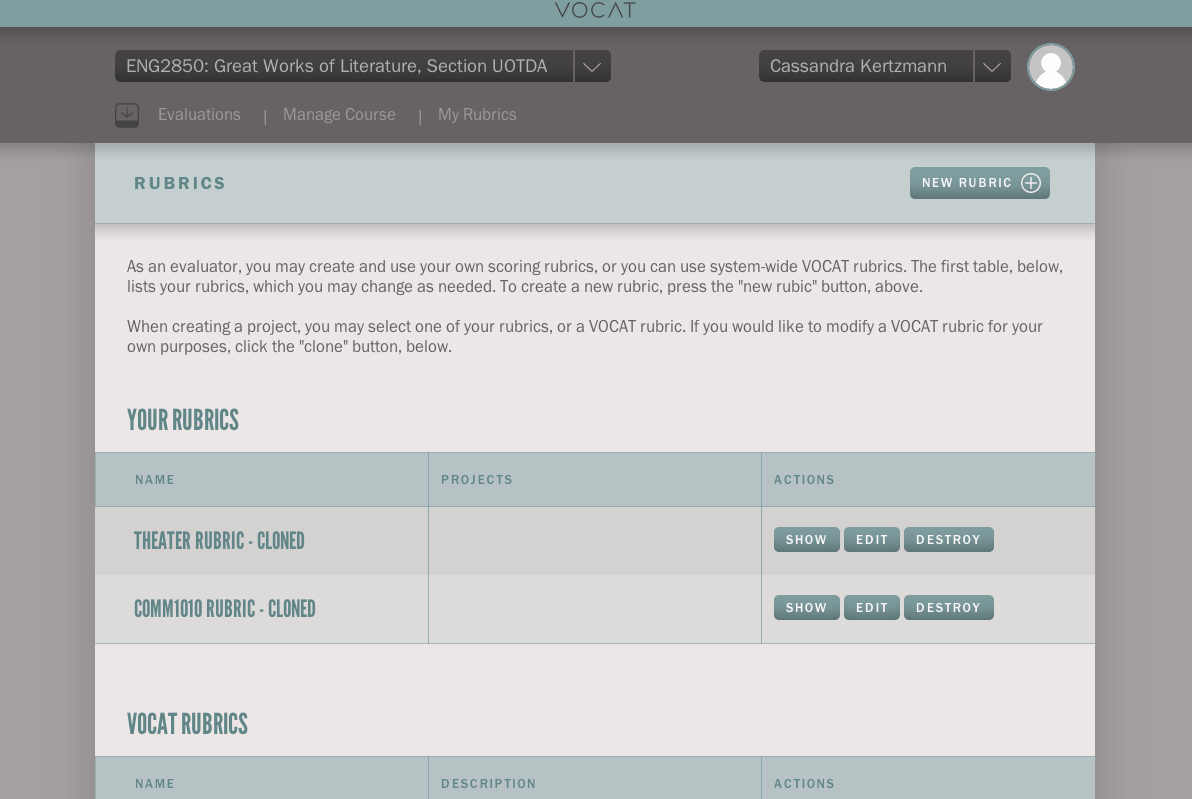 VOCAT
ENG2850: Great Works of Literature, Section UOTDA
Cassandra Kertzmann
Evaluations | Manage Course | My Rubrics
RUBRICS
NEW RUBRIC
As an evaluator, you may create and use your own scoring rubrics, or you can use system-wide VOCAT rubrics. The first table, below,
lists your rubrics, which you may change as needed. To create a new rubric, press the "new rubic" button, above.
When creating a project, you may select one of your rubrics, or a VOCAT rubric. If you would like to modify a VOCAT rubric for your
own purposes, click the "clone" button, below.
YOUR RUBRICS
NAME PROJECTS ACTIONS
THEATER RUBRIC - CLONED SHOW EDIT DESTROY
COMM1010 RUBRIC - CLONED SHOW EDIT DESTROY
VOCAT RUBRICS
NAME DESCRIPTION ACTIONS